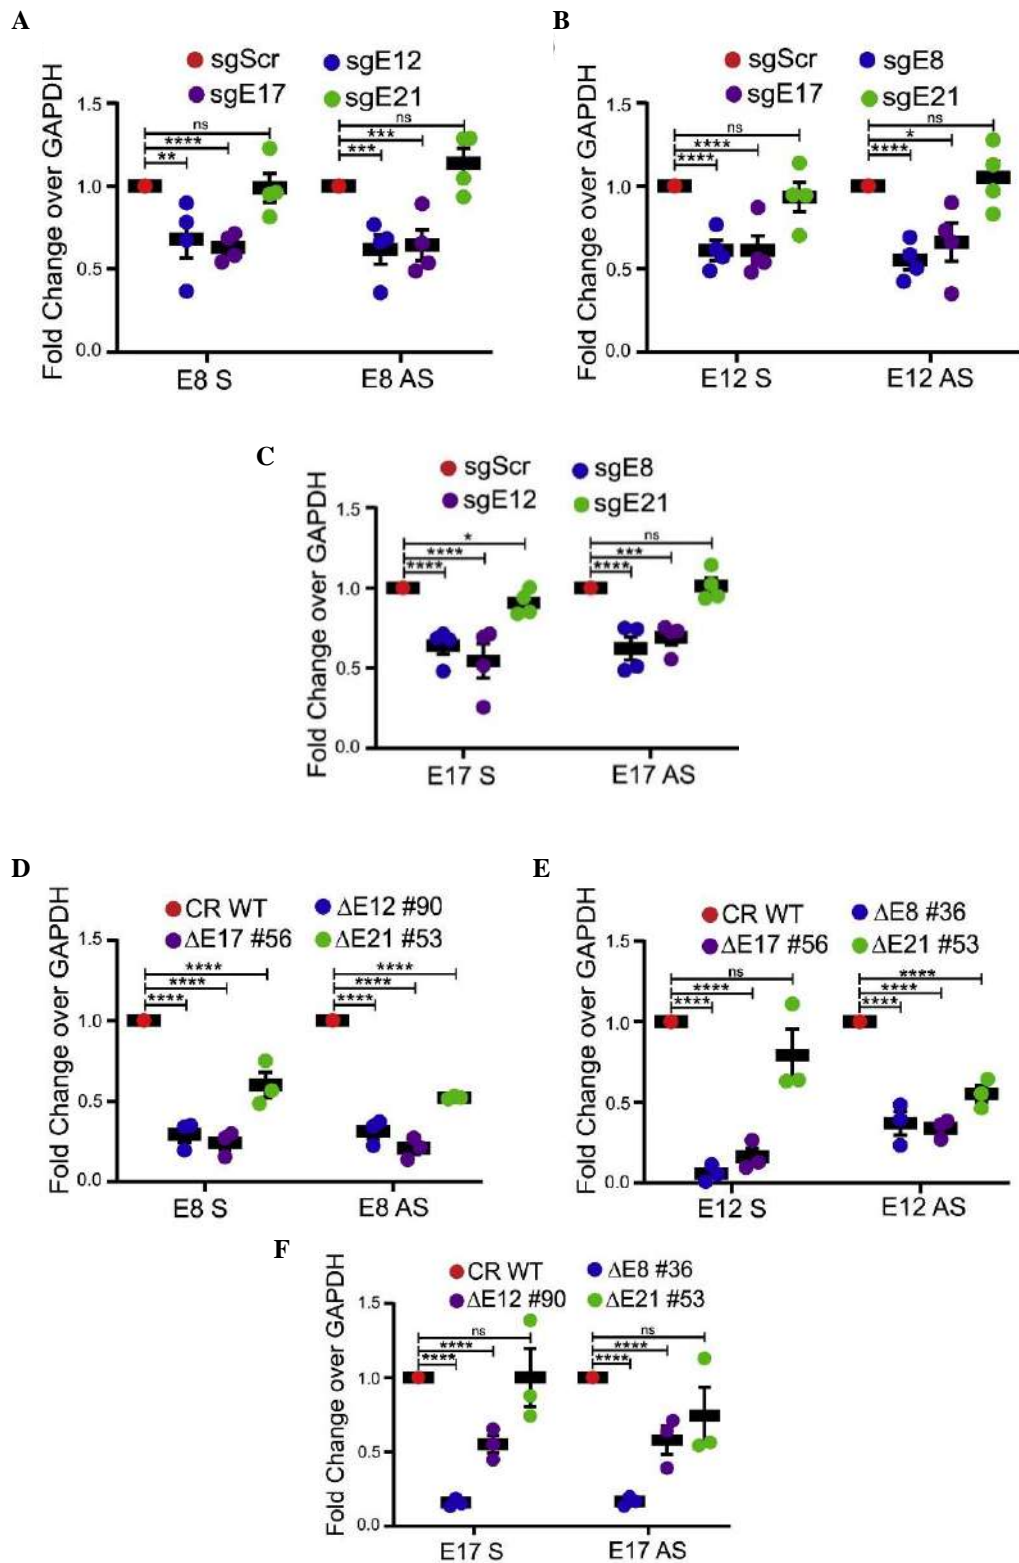 A
sgScr sgE12
sgE17 sgE21
Fold Change over GAPDH
1.5
1.0
0.5
0.0
ns
****
**
ns
***
***
E8 S E8 AS
B
sgScr sgE8
sgE17 sgE21
Fold Change over GAPDH
1.5
1.0
0.5
0.0
ns
****
****
ns
*
****
E12 S E12 AS
C
sgScr sgE8
sgE12 sgE21
Fold Change over GAPDH
1.5
1.0
0.5
0.0
*
****
****
ns
***
****
E17 S E17 AS
D
CR WT ΔE12 #90
ΔE17 #56 ΔE21 #53
Fold Change over GAPDH
1.5
1.0
0.5
0.0
****
****
****
****
****
****
E8 S E8 AS
E
CR WT ΔE8 #36
ΔE17 #56 ΔE21 #53
Fold Change over GAPDH
1.5
1.0
0.5
0.0
ns
****
****
****
****
****
E12 S E12 AS
F
CR WT ΔE8 #36
ΔE12 #90 ΔE21 #53
Fold Change over GAPDH
1.5
1.0
0.5
0.0
ns
****
****
ns
****
****
E17 S E17 AS